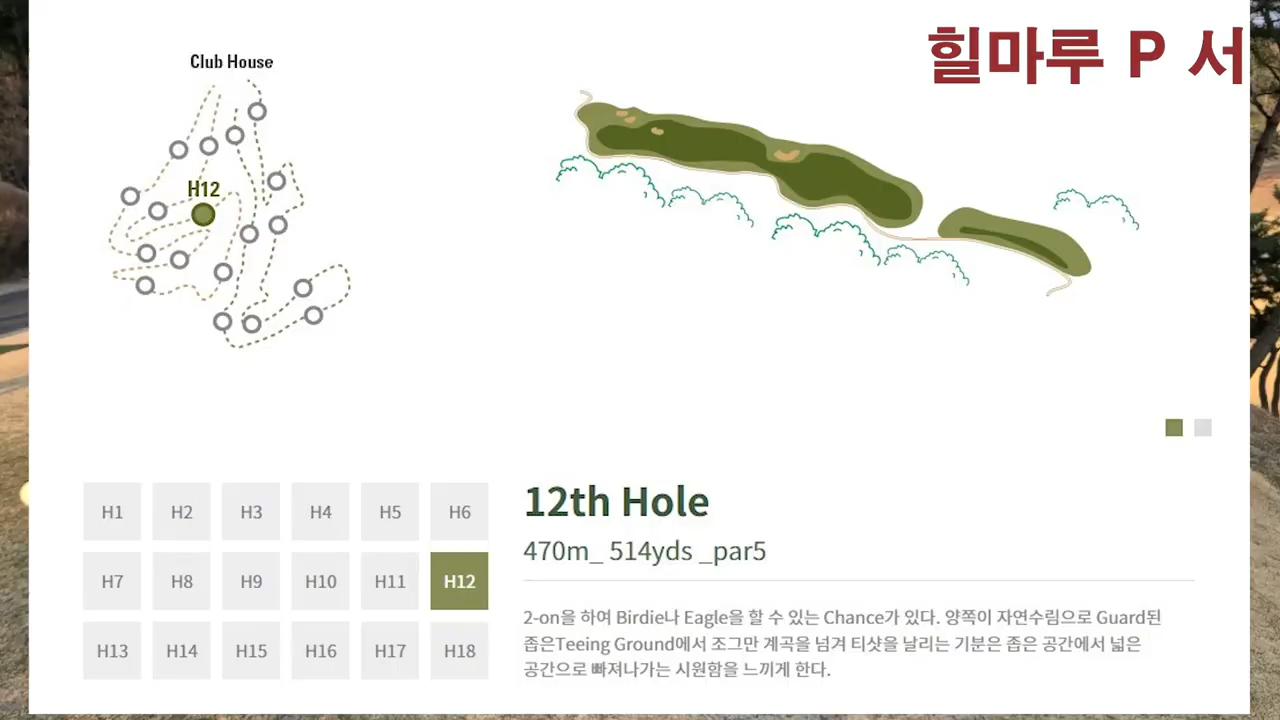 힐마루 P 서
Club House
H12
H1 H2 H3 H4 H5 H6
H7 H8 H9 H10 H11 H12
H13 H14 H15 H16 H17 H18
12th Hole
470m_ 514yds _par5
2-on을 하여 Birdie나 Eagle을 할 수 있는 Chance가 있다. 양쪽이 자연수림으로 Guard된
좁은Teeing Ground에서 조그만 계곡을 넘겨 티샷을 날리는 기분은 좁은 공간에서 넓은
공간으로 빠져나가는 시원함을 느끼게 한다.